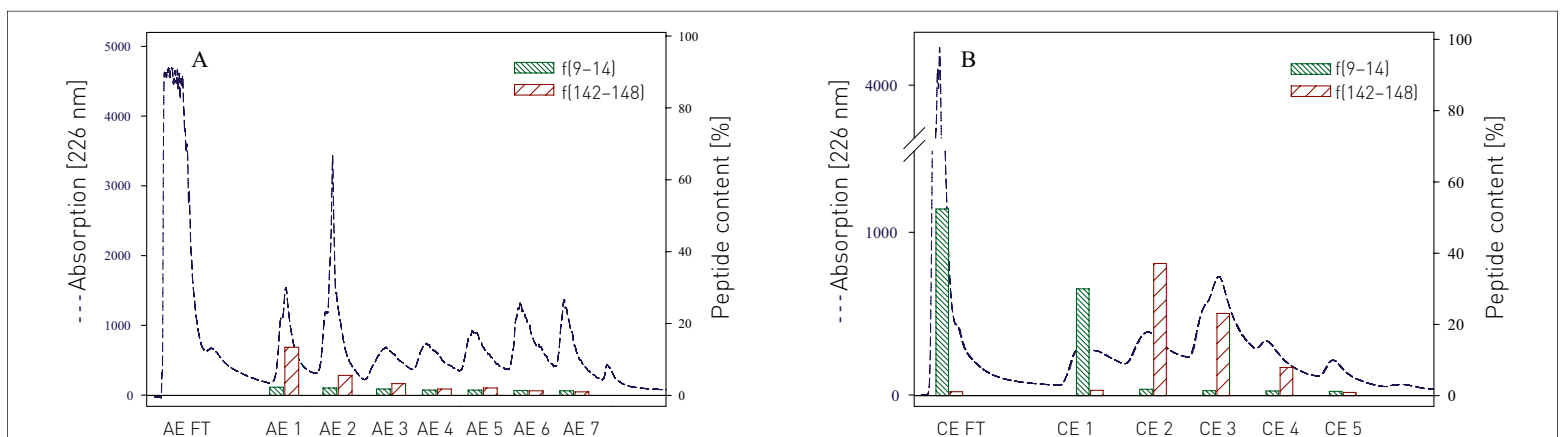 A
f(9–14)
f(142–148)
5000
4000
3000
2000
1000
0
--- Absorption [226 nm]
100
80
60
40
20
0
Peptide content [%]
AE FT AE 1 AE 2 AE 3 AE 4 AE 5 AE 6 AE 7
B
f(9–14)
f(142–148)
4000
1000
0
--- Absorption [226 nm]
100
80
60
40
20
0
Peptide content [%]
CE FT CE 1 CE 2 CE 3 CE 4 CE 5